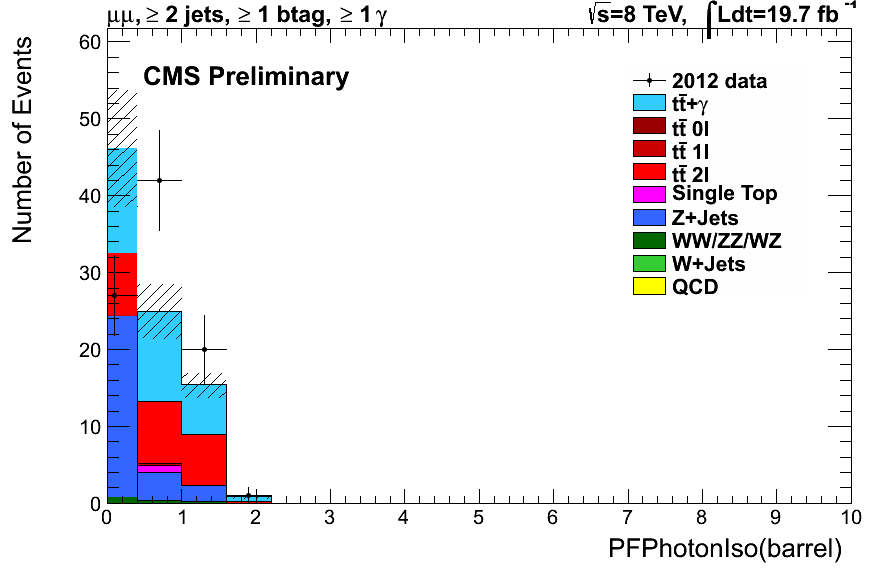 μμ, ≥ 2 jets, ≥ 1 btag, ≥ 1 γ
√s=8 TeV, ∫Ldt=19.7 fb⁻¹
CMS Preliminary
2012 data
tt̄+γ
tt̄ 0l
tt̄ 1l
tt̄ 2l
Single Top
Z+Jets
WW/ZZ/WZ
W+Jets
QCD
Number of Events
60
50
40
30
20
10
0
0 1 2 3 4 5 6 7 8 9 10
PFPhotonIso(barrel)